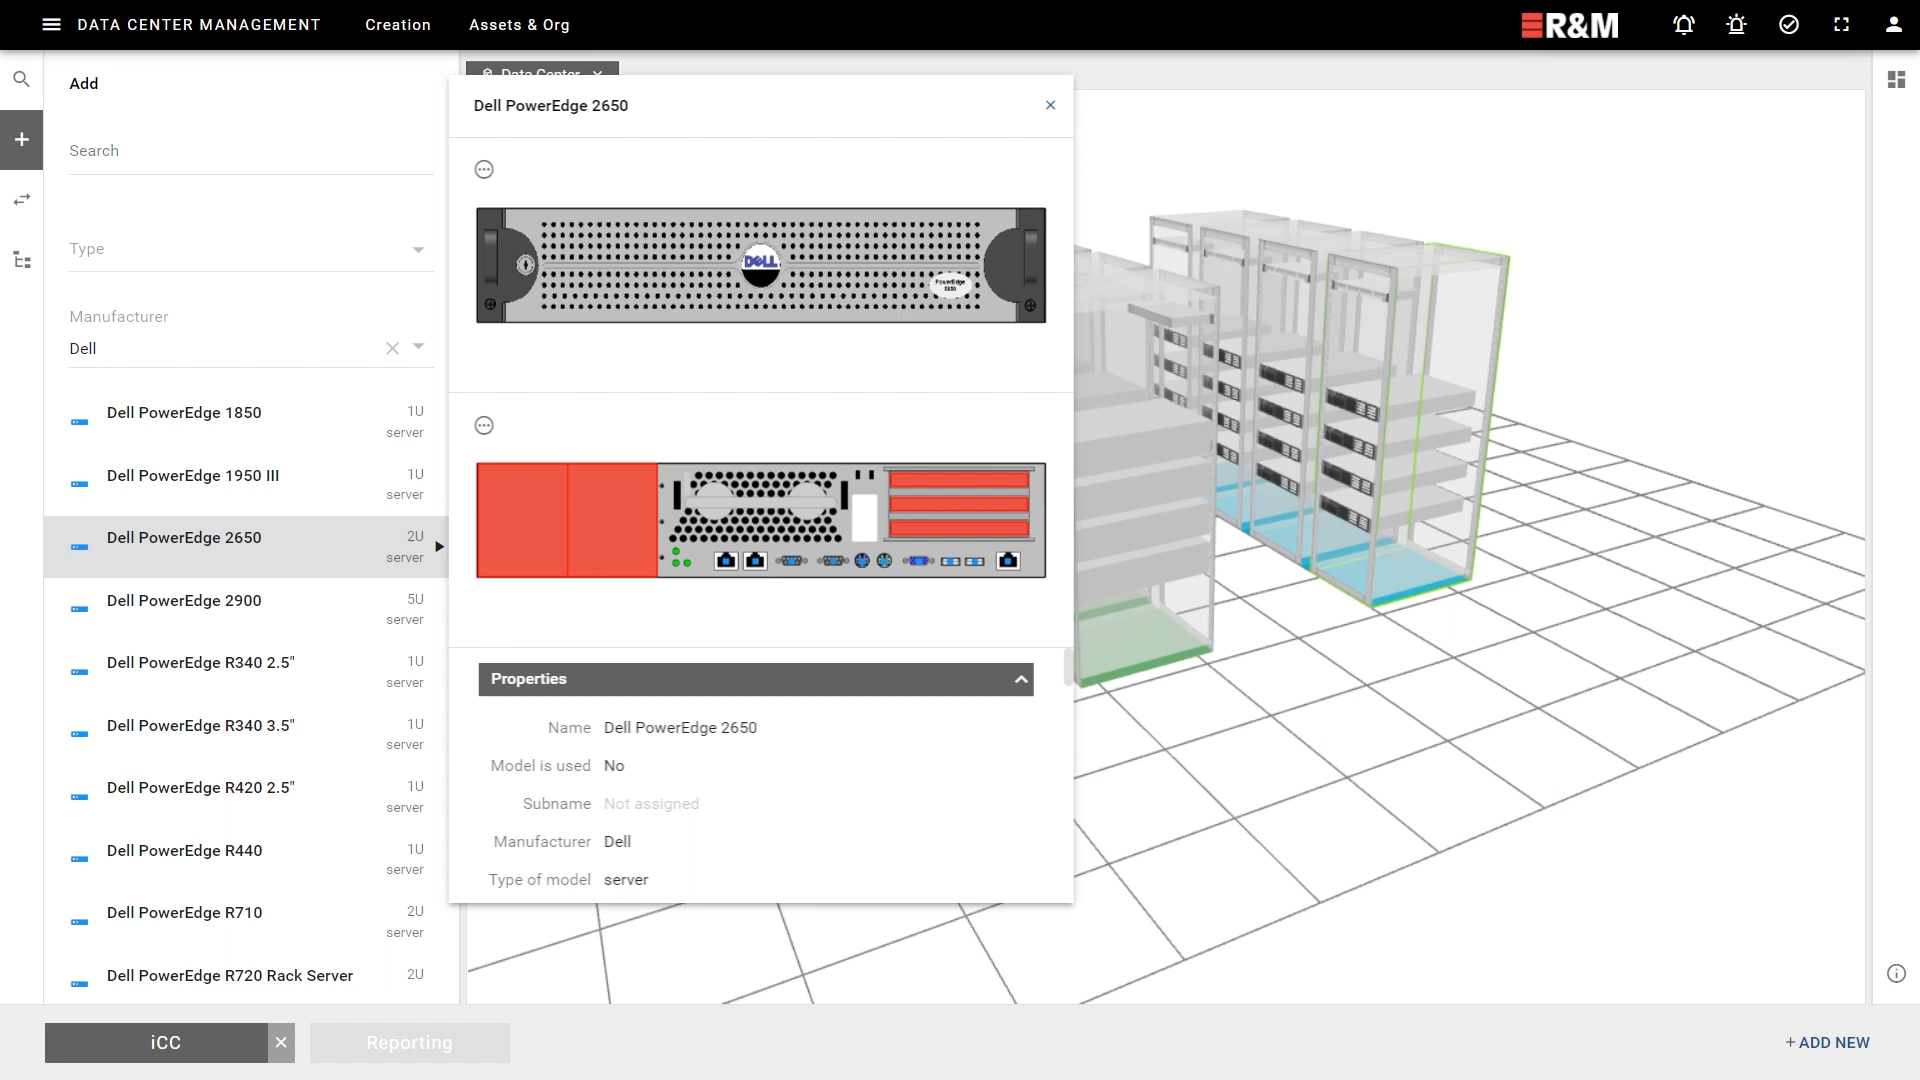 DATA CENTER MANAGEMENT
Creation
Assets & Org
R&M
Add
Search
Type
Manufacturer
Dell
Dell PowerEdge 1850
1U
server
Dell PowerEdge 1950 III
1U
server
Dell PowerEdge 2650
2U
server
Dell PowerEdge 2900
5U
server
Dell PowerEdge R340 2.5"
1U
server
Dell PowerEdge R340 3.5"
1U
server
Dell PowerEdge R420 2.5"
1U
server
Dell PowerEdge R440
1U
server
Dell PowerEdge R710
2U
server
Dell PowerEdge R720 Rack Server
2U
Data Center
Dell PowerEdge 2650
DELL
PowerEdge
2650
Properties
Name Dell PowerEdge 2650
Model is used No
Subname Not assigned
Manufacturer Dell
Type of model server
iCC
Reporting
+ ADD NEW